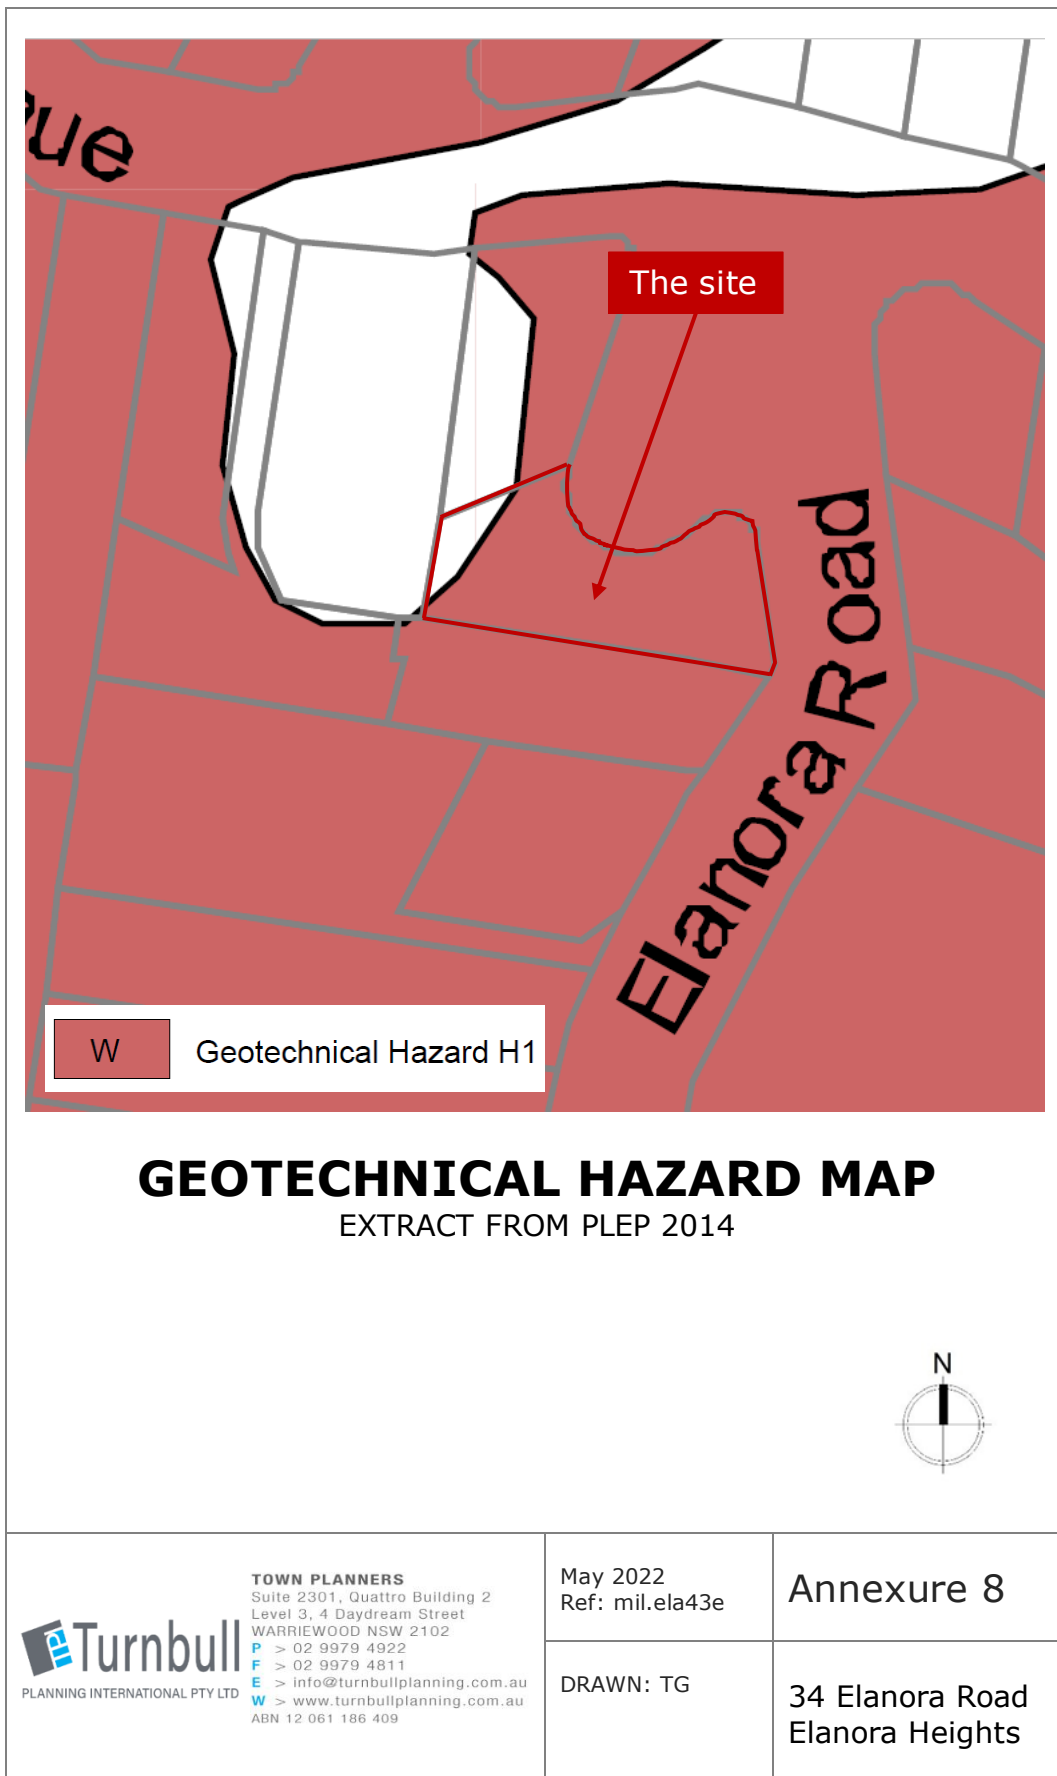 ue
The site
Elanora Road
W
Geotechnical Hazard H1
GEOTECHNICAL HAZARD MAP
EXTRACT FROM PLEP 2014
N
Turnbull
PLANNING INTERNATIONAL PTY LTD
TOWN PLANNERS
Suite 2301, Quattro Building 2
Level 3, 4 Daydream Street
WARRIEWOOD NSW 2102
P > 02 9979 4922
F > 02 9979 4811
E > info@turnbullplanning.com.au
W > www.turnbullplanning.com.au
ABN 12 061 186 409
May 2022
Ref: mil.ela43e
DRAWN: TG
Annexure 8
34 Elanora Road
Elanora Heights